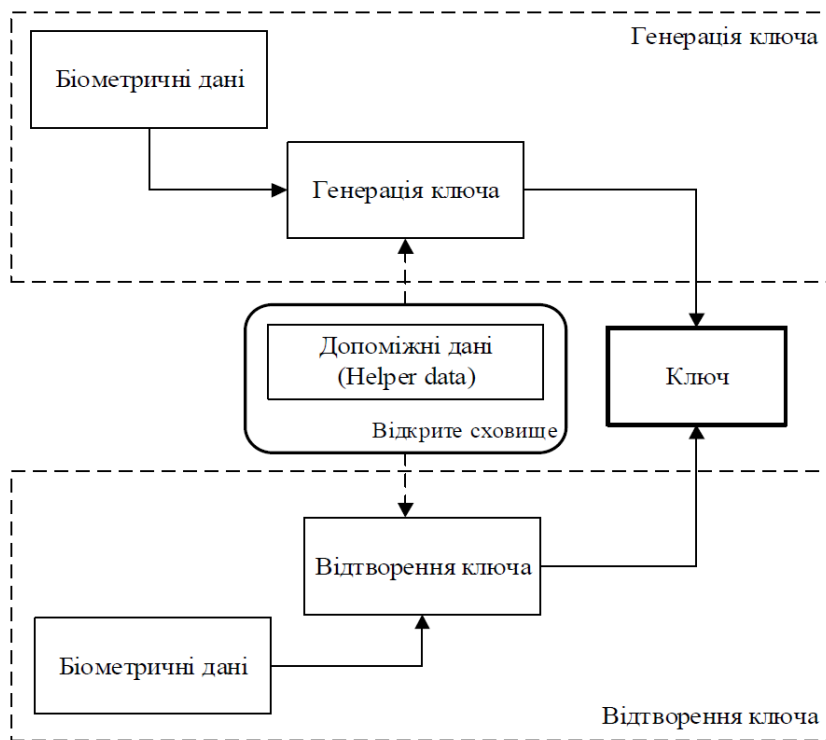 Генерація ключа
Біометричні дані
Генерація ключа
Допоміжні дані
(Helper data)
Відкрите сховище
Ключ
Відтворення ключа
Біометричні дані
Відтворення ключа